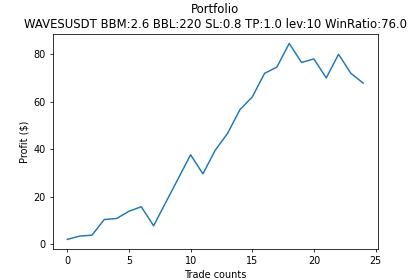 Portfolio
WAVESUSDT BBM:2.6 BBL:220 SL:0.8 TP:1.0 lev:10 WinRatio:76.0
Profit ($)
80
60
40
20
0
0 5 10 15 20 25
Trade counts